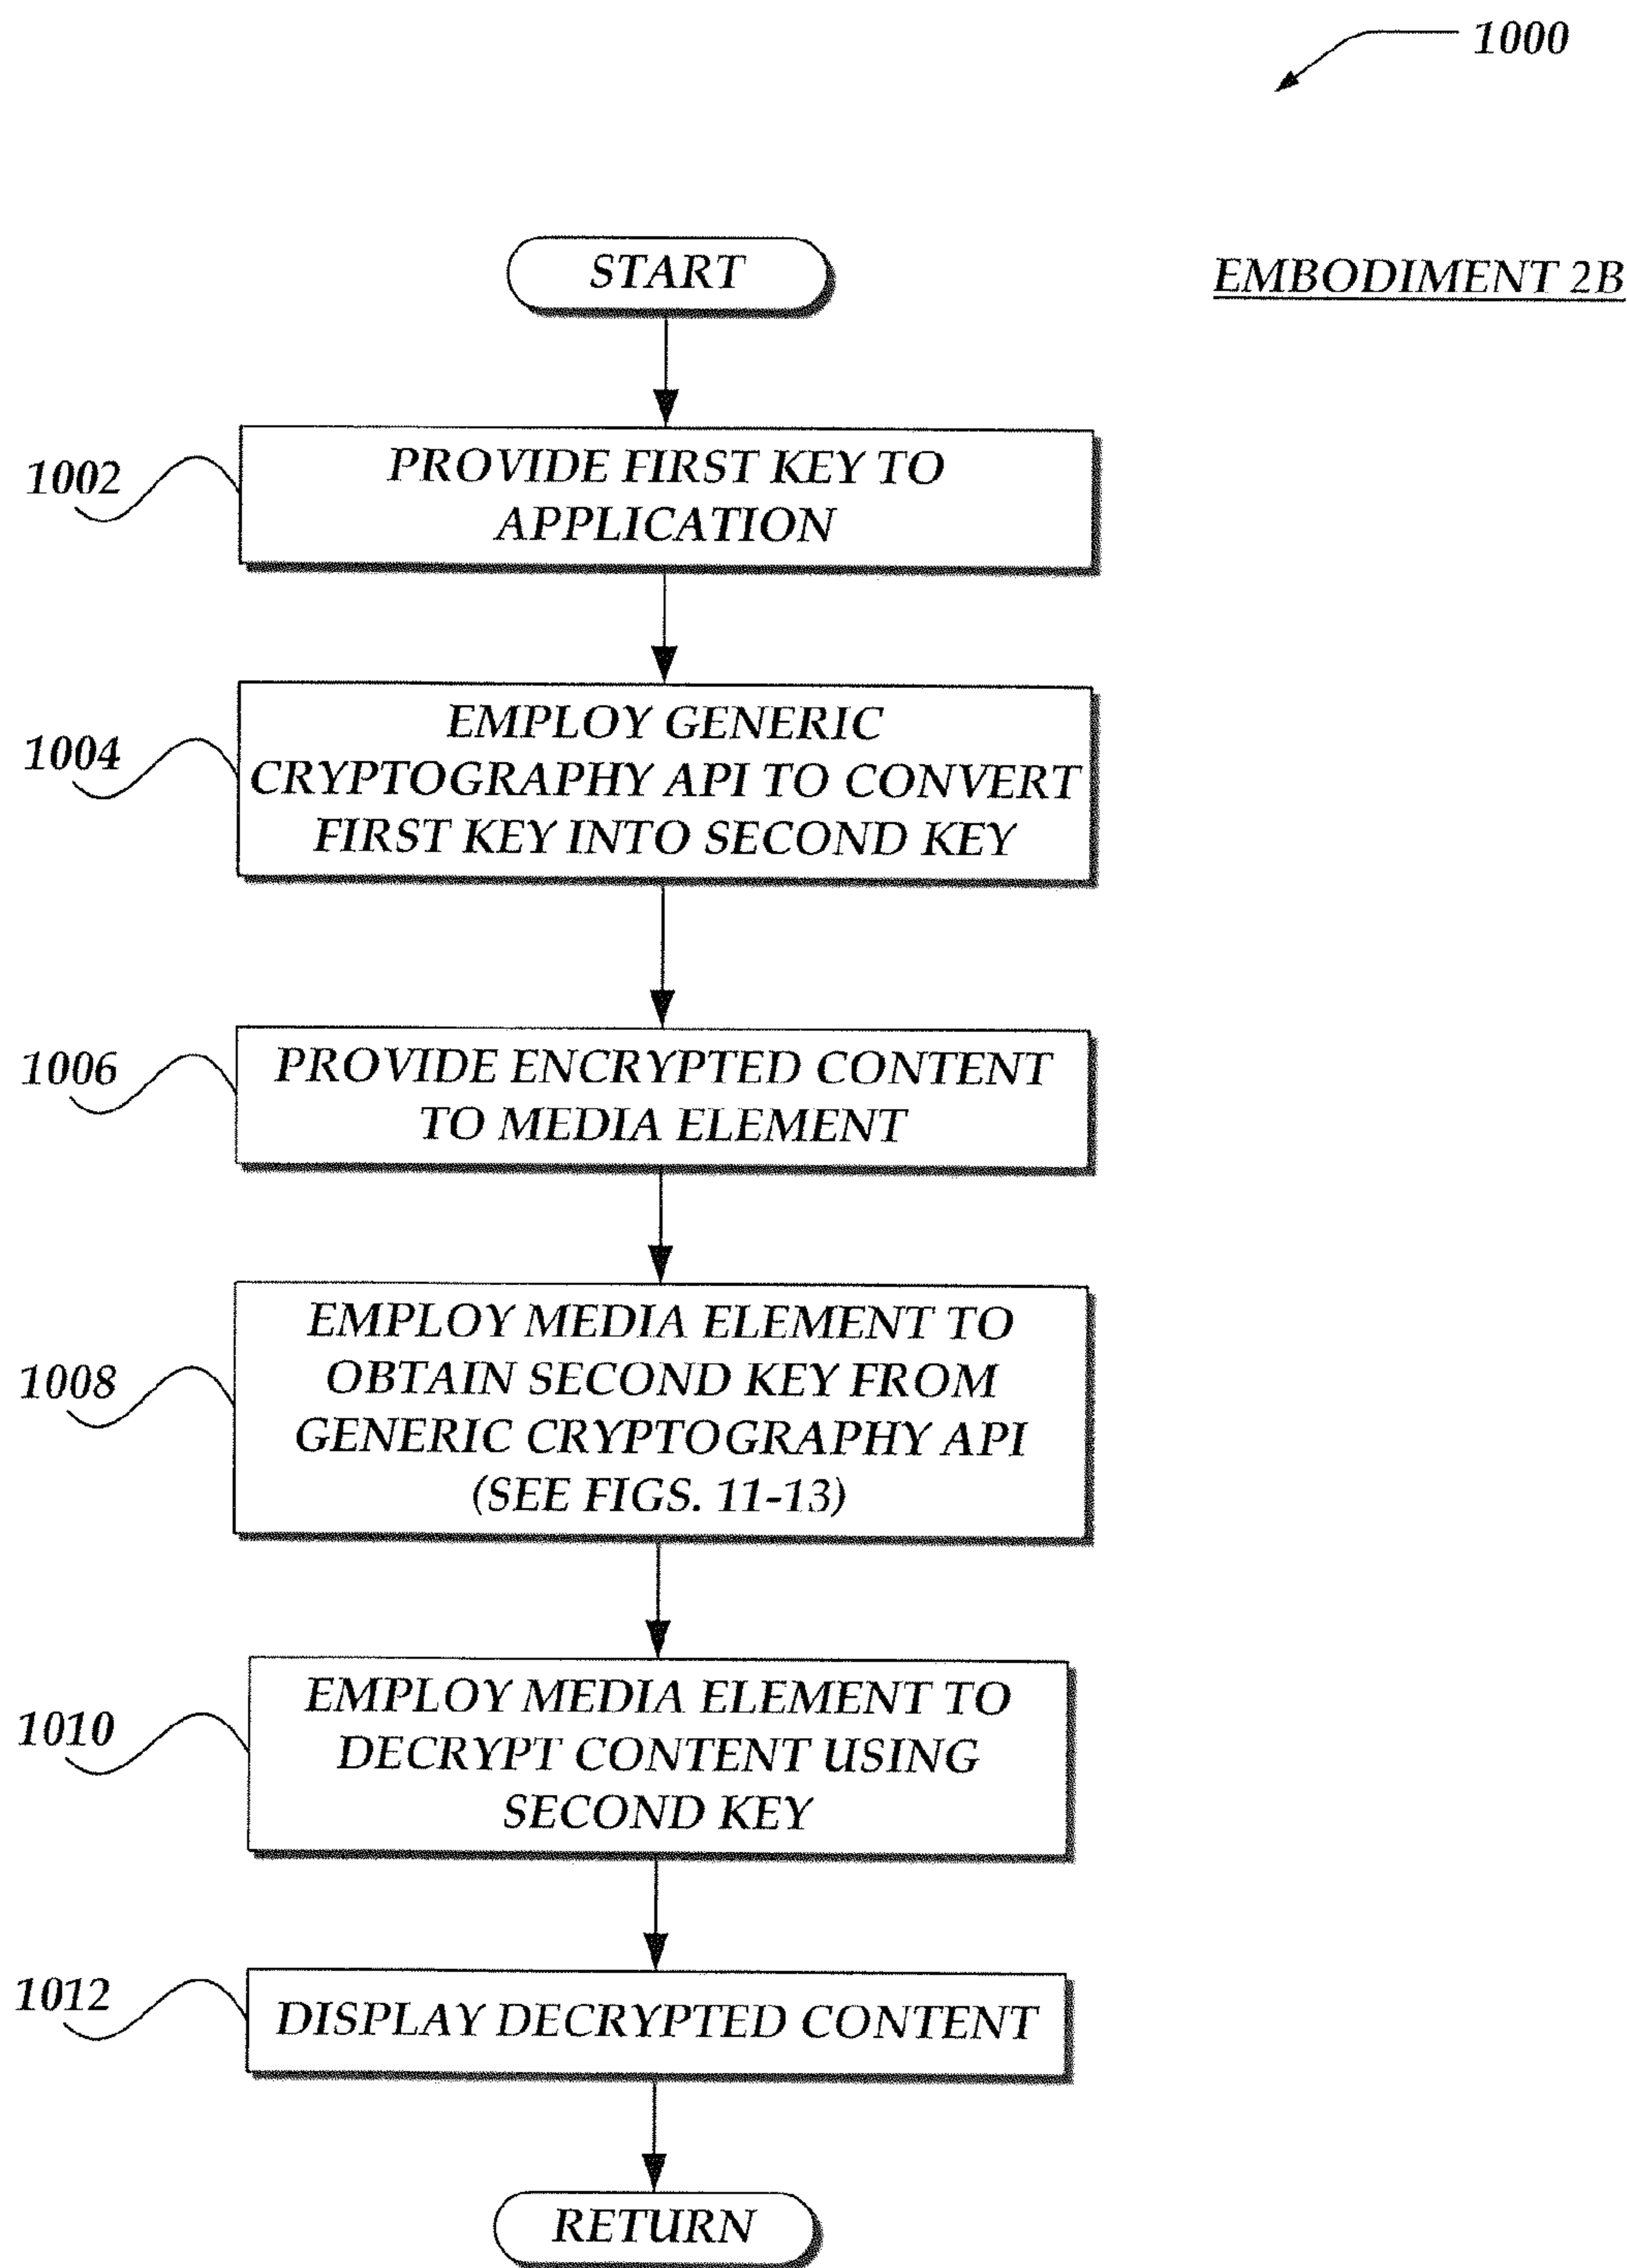 1000
START
EMBODIMENT 2B
1002
PROVIDE FIRST KEY TO
APPLICATION
1004
EMPLOY GENERIC
CRYPTOGRAPHY API TO CONVERT
FIRST KEY INTO SECOND KEY
1006
PROVIDE ENCRYPTED CONTENT
TO MEDIA ELEMENT
1008
EMPLOY MEDIA ELEMENT TO
OBTAIN SECOND KEY FROM
GENERIC CRYPTOGRAPHY API
(SEE FIGS. 11-13)
1010
EMPLOY MEDIA ELEMENT TO
DECRYPT CONTENT USING
SECOND KEY
1012
DISPLAY DECRYPTED CONTENT
RETURN